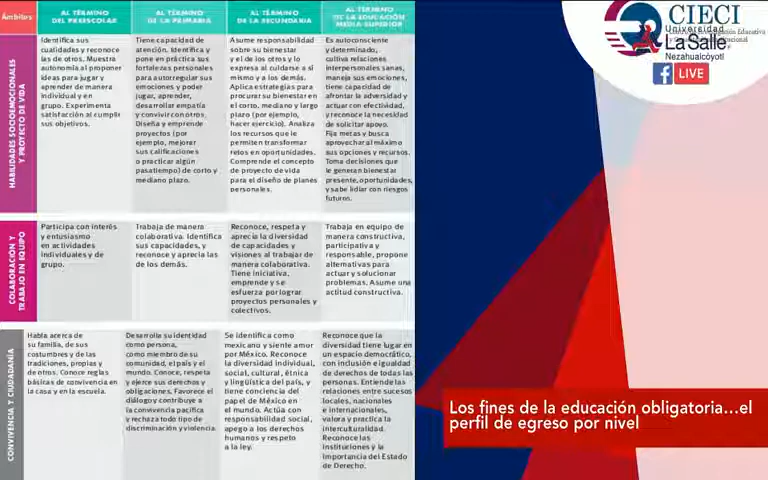 Ámbitos
AL TÉRMINO
DEL PREESCOLAR
AL TÉRMINO
DE LA PRIMARIA
AL TÉRMINO
DE LA SECUNDARIA
AL TÉRMINO
DE LA EDUCACIÓN
MEDIA SUPERIOR
HABILIDADES SOCIOEMOCIONALES
Y PROYECTO DE VIDA
Identifica sus
cualidades y reconoce
las de otros. Muestra
autonomía al proponer
ideas para jugar y
aprender de manera
individual y en
grupo. Experimenta
satisfacción al cumplir
sus objetivos.
Tiene capacidad de
atención. Identifica y
pone en práctica sus
fortalezas personales
para autorregular sus
emociones y poder
jugar, aprender,
desarrollar empatía
y convivir con otros.
Diseña y emprende
proyectos (por
ejemplo, mejorar
sus calificaciones
o practicar algún
pasatiempo) de corto y
mediano plazo.
Asume responsabilidad
sobre su bienestar
y el de los otros y lo
expresa al cuidarse a sí
mismo y a los demás.
Aplica estrategias para
procurar su bienestar en
el corto, mediano y largo
plazo (por ejemplo,
hacer ejercicio). Analiza
los recursos que le
permiten transformar
retos en oportunidades.
Comprende el concepto
de proyecto de vida
para el diseño de planes
personales.
Es autoconsciente
y determinado,
cultiva relaciones
interpersonales sanas,
maneja sus emociones,
tiene capacidad de
afrontar la adversidad y
actuar con efectividad,
y reconoce la necesidad
de solicitar apoyo.
Fija metas y busca
aprovechar al máximo
sus opciones y recursos.
Toma decisiones que
le generan bienestar
presente, oportunidades,
y sabe lidiar con riesgos
futuros.
COLABORACIÓN Y
TRABAJO EN EQUIPO
Participa con interés
y entusiasmo
en actividades
individuales y de
grupo.
Trabaja de manera
colaborativa. Identifica
sus capacidades, y
reconoce y aprecia las
de los demás.
Reconoce, respeta y
aprecia la diversidad
de capacidades y
visiones al trabajar de
manera colaborativa.
Tiene iniciativa,
emprende y se
esfuerza por lograr
proyectos personales y
colectivos.
Trabaja en equipo de
manera constructiva,
participativa y
responsable, propone
alternativas para
actuar y solucionar
problemas. Asume una
actitud constructiva.
CONVIVENCIA Y CIUDADANÍA
Habla acerca de
su familia, de sus
costumbres y de las
tradiciones, propias y
de otros. Conoce reglas
básicas de convivencia en
la casa y en la escuela.
Desarrolla su identidad
como persona,
como miembro de su
comunidad, el país y el
mundo. Conoce, respeta
y ejerce sus derechos y
obligaciones. Favorece el
diálogo y contribuye a
la convivencia pacífica
y rechaza todo tipo de
discriminación y violencia.
Se identifica como
mexicano y siente amor
por México. Reconoce
la diversidad individual,
social, cultural, étnica
y lingüística del país, y
tiene conciencia del
papel de México en
el mundo. Actúa con
responsabilidad social,
apego a los derechos
humanos y respeto
a la ley.
Reconoce que la
diversidad tiene lugar en
un espacio democrático,
con inclusión e igualdad
de derechos de todas las
personas. Entiende las
relaciones entre sucesos
locales, nacionales
e internacionales,
valora y practica la
interculturalidad.
Reconoce las
instituciones y la
importancia del Estado
de Derecho.
CIECI
Universidad
La Salle
Nezahualcóyotl
f LIVE
Los fines de la educación obligatoria...el
perfil de egreso por nivel